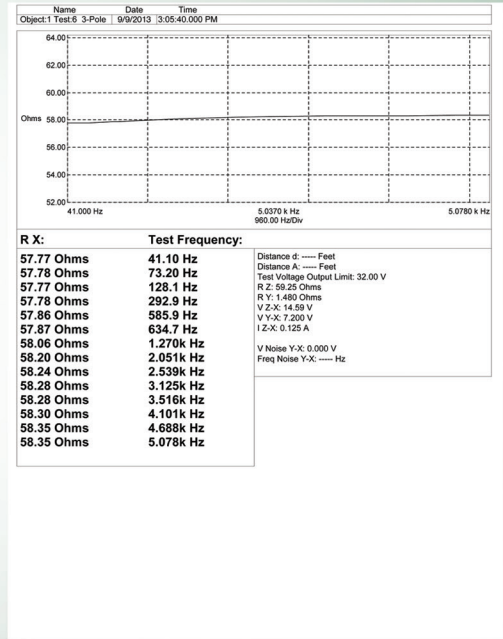 Name Date Time
Object:1 Test:6 3-Pole 9/9/2013 3:05:40.000 PM
64.00
62.00
60.00
Ohms 58.00
56.00
54.00
52.00
41.000 Hz 5.0370 k Hz 5.0780 k Hz
960.00 Hz/Div
R X: Test Frequency:
57.77 Ohms 41.10 Hz
57.78 Ohms 73.20 Hz
57.77 Ohms 128.1 Hz
57.78 Ohms 292.9 Hz
57.86 Ohms 585.9 Hz
57.87 Ohms 634.7 Hz
58.06 Ohms 1.270k Hz
58.20 Ohms 2.051k Hz
58.24 Ohms 2.539k Hz
58.28 Ohms 3.125k Hz
58.28 Ohms 3.516k Hz
58.30 Ohms 4.101k Hz
58.35 Ohms 4.688k Hz
58.35 Ohms 5.078k Hz
Distance d: ----- Feet
Distance A: ----- Feet
Test Voltage Output Limit: 32.00 V
R Z: 59.25 Ohms
R Y: 1.480 Ohms
V Z-X: 14.59 V
V Y-X: 7.200 V
I Z-X: 0.125 A
V Noise Y-X: 0.000 V
Freq Noise Y-X: ----- Hz